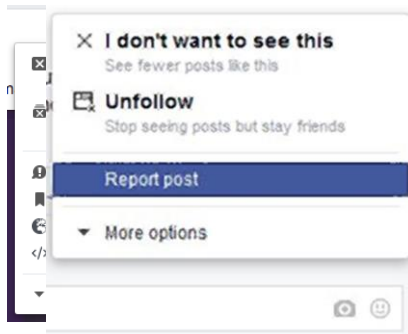 I don't want to see this
See fewer posts like this
Unfollow
Stop seeing posts but stay friends
Report post
More options